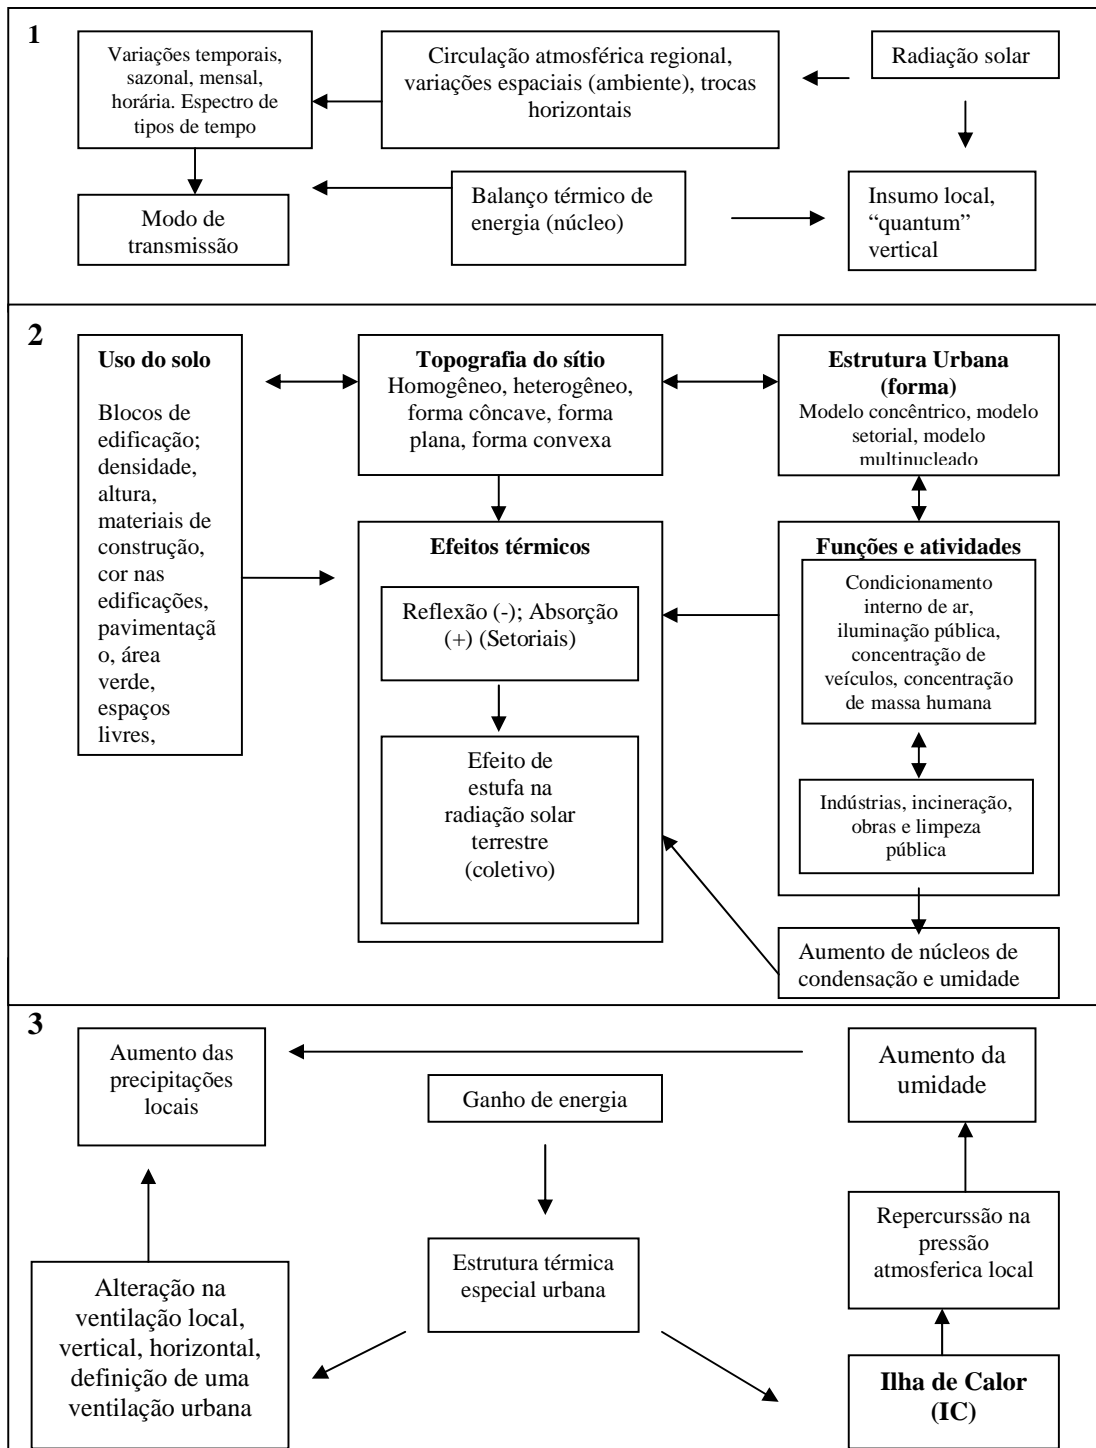 1
Variações temporais,
sazonal, mensal,
horária. Espectro de
tipos de tempo
Circulação atmosférica regional,
variações espaciais (ambiente), trocas
horizontais
Radiação solar
Modo de
transmissão
Balanço térmico de
energia (núcleo)
Insumo local,
“quantum”
vertical
2
Uso do solo
Blocos de
edificação;
densidade,
altura,
materiais de
construção,
cor nas
edificações,
pavimentaçã
o, área
verde,
espaços
livres,
Topografia do sítio
Homogêneo, heterogêneo,
forma côncave, forma
plana, forma convexa
Estrutura Urbana
(forma)
Modelo concêntrico, modelo
setorial, modelo
multinucleado
Efeitos térmicos
Reflexão (-); Absorção
(+) (Setoriais)
Efeito de
estufa na
radiação solar
terrestre
(coletivo)
Funções e atividades
Condicionamento
interno de ar,
iluminação pública,
concentração de
veículos, concentração
de massa humana
Indústrias, incineração,
obras e limpeza
pública
Aumento de núcleos de
condensação e umidade
3
Aumento das
precipitações
locais
Ganho de energia
Aumento da
umidade
Alteração na
ventilação local,
vertical, horizontal,
definição de uma
ventilação urbana
Estrutura térmica
especial urbana
Repercurssão na
pressão
atmosferica local
Ilha de Calor
(IC)